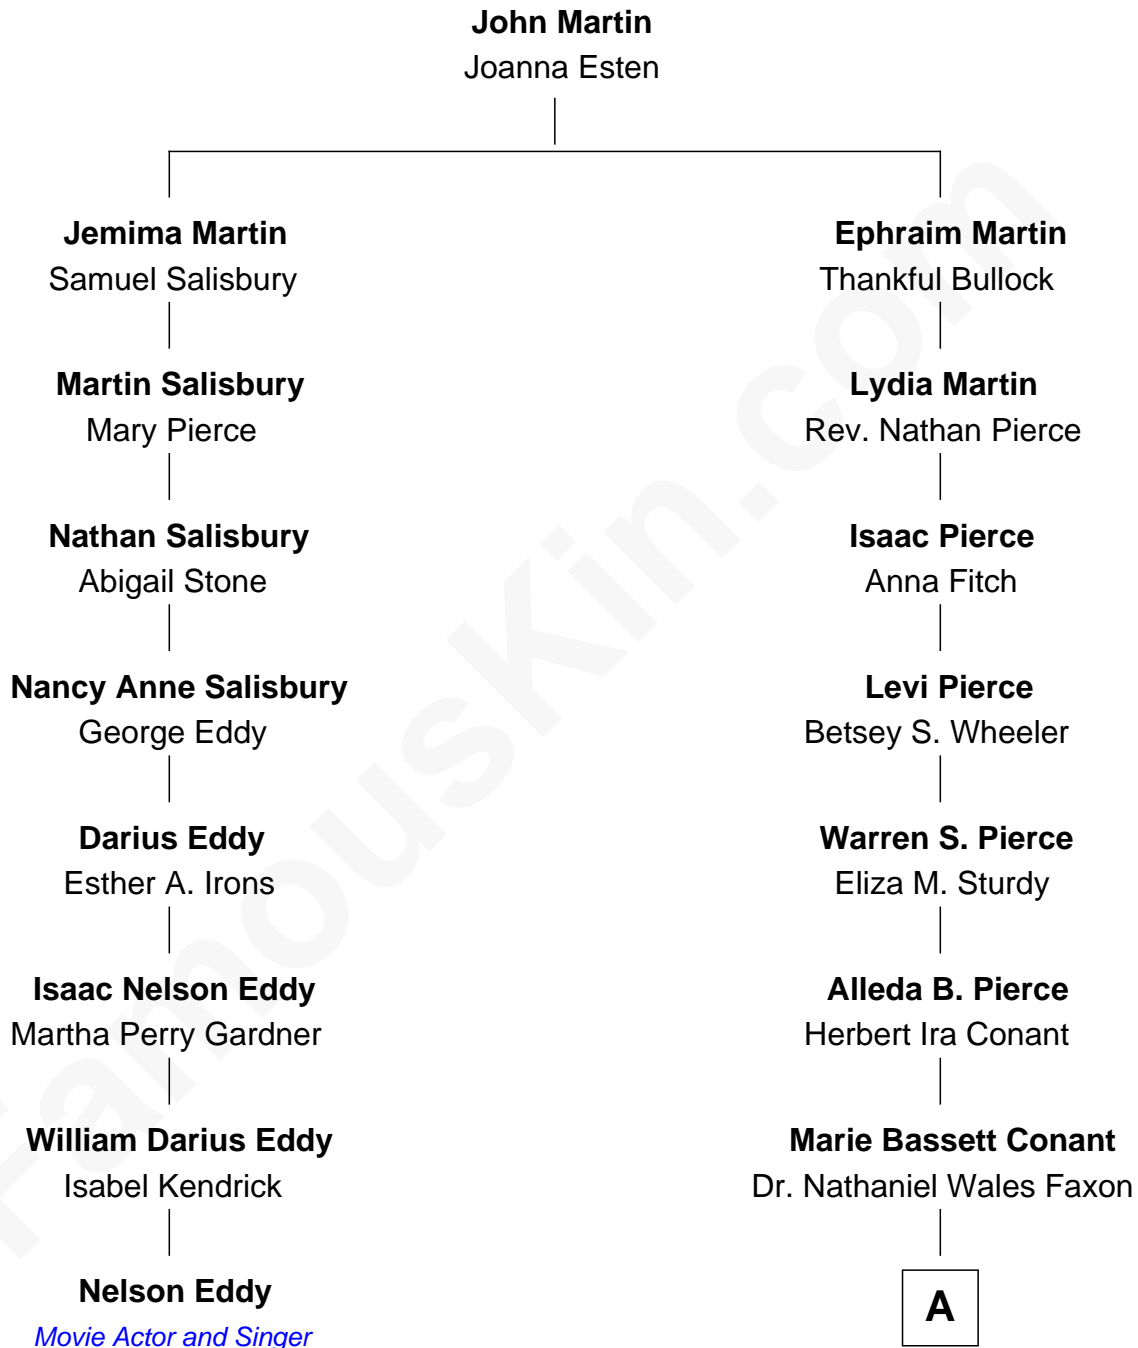 John Martin
Joanna Esten
Jemima Martin
Samuel Salisbury
Ephraim Martin
Thankful Bullock
Martin Salisbury
Mary Pierce
Lydia Martin
Rev. Nathan Pierce
Nathan Salisbury
Abigail Stone
Isaac Pierce
Anna Fitch
Nancy Anne Salisbury
George Eddy
Levi Pierce
Betsey S. Wheeler
Darius Eddy
Esther A. Irons
Warren S. Pierce
Eliza M. Sturdy
Isaac Nelson Eddy
Martha Perry Gardner
Alleda B. Pierce
Herbert Ira Conant
William Darius Eddy
Isabel Kendrick
Marie Bassett Conant
Dr. Nathaniel Wales Faxon
Nelson Eddy
Movie Actor and Singer
A
FamousKin.com